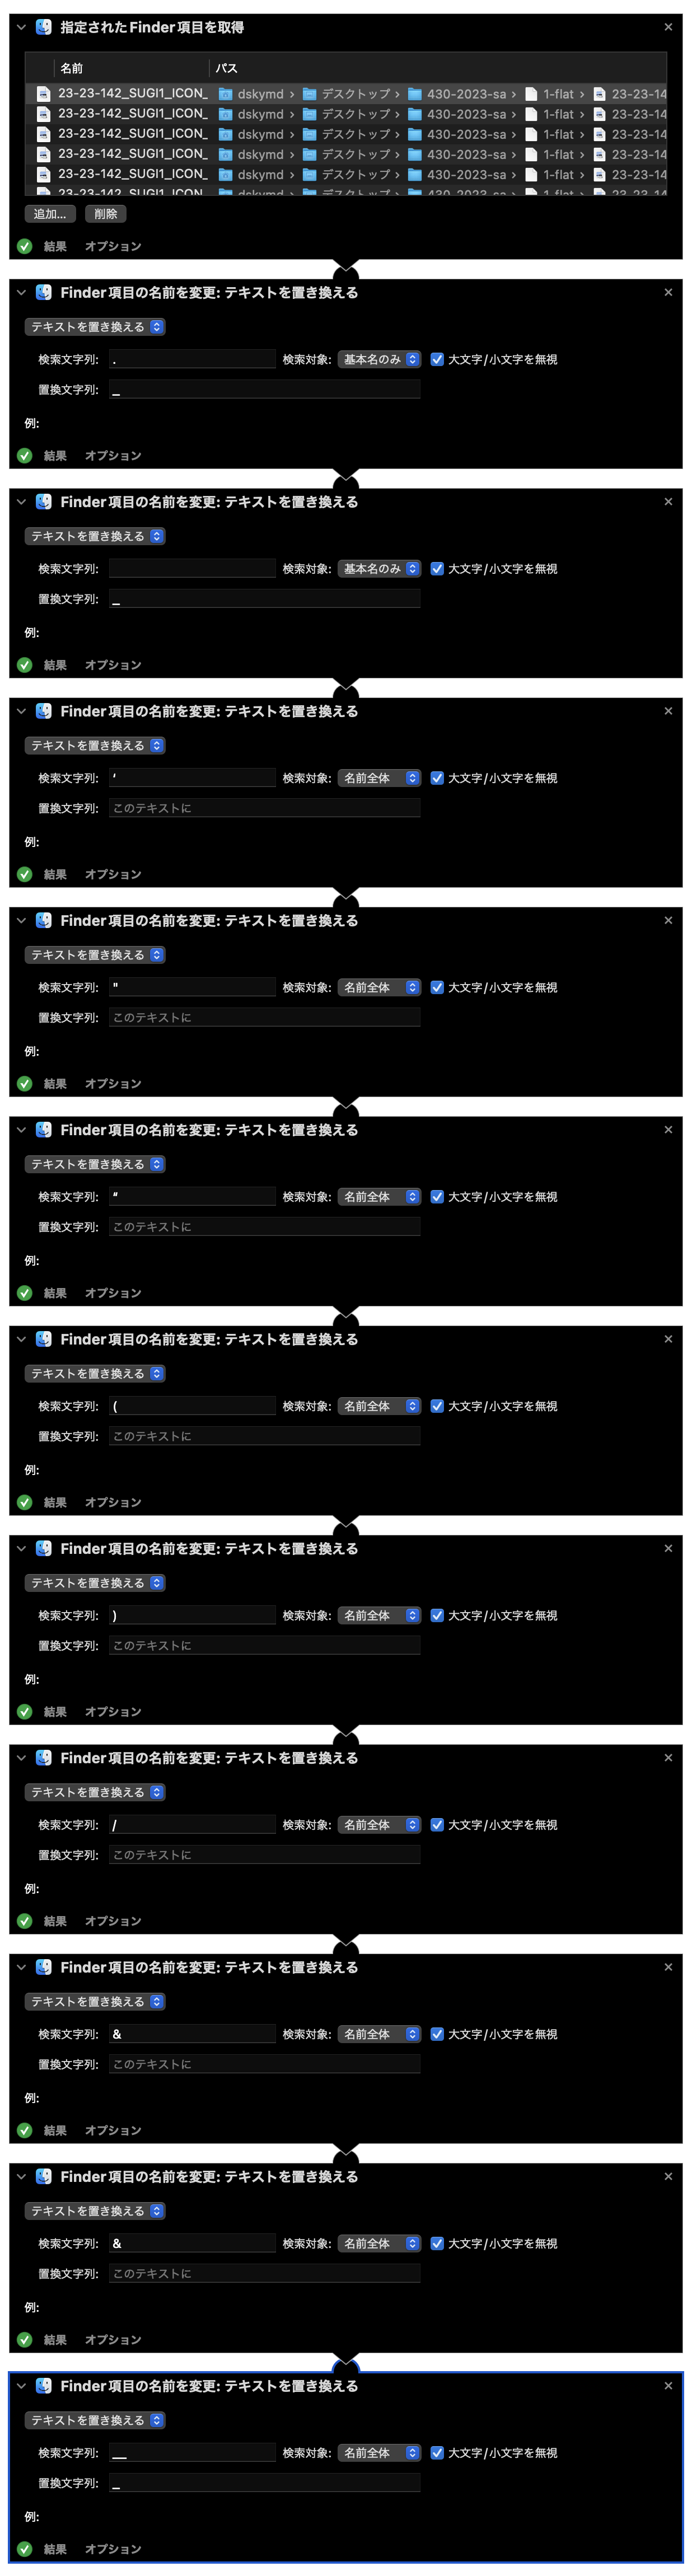 指定されたFinder項目を取得
名前 パス
23-23-142_SUGI1_ICON_ dskymd › デスクトップ › 430-2023-sa › 1-flat › 23-23-14
23-23-142_SUGI1_ICON_ dskymd › デスクトップ › 430-2023-sa › 1-flat › 23-23-14
23-23-142_SUGI1_ICON_ dskymd › デスクトップ › 430-2023-sa › 1-flat › 23-23-14
23-23-142_SUGI1_ICON_ dskymd › デスクトップ › 430-2023-sa › 1-flat › 23-23-14
23-23-142_SUGI1_ICON_ dskymd › デスクトップ › 430-2023-sa › 1-flat › 23-23-14
追加... 削除
結果 オプション
Finder項目の名前を変更: テキストを置き換える
テキストを置き換える
検索文字列: . 検索対象: 基本名のみ 大文字/小文字を無視
置換文字列: _
例:
結果 オプション
Finder項目の名前を変更: テキストを置き換える
テキストを置き換える
検索文字列: 検索対象: 基本名のみ 大文字/小文字を無視
置換文字列: _
例:
結果 オプション
Finder項目の名前を変更: テキストを置き換える
テキストを置き換える
検索文字列: ‘ 検索対象: 名前全体 大文字/小文字を無視
置換文字列: このテキストに
例:
結果 オプション
Finder項目の名前を変更: テキストを置き換える
テキストを置き換える
検索文字列: " 検索対象: 名前全体 大文字/小文字を無視
置換文字列: このテキストに
例:
結果 オプション
Finder項目の名前を変更: テキストを置き換える
テキストを置き換える
検索文字列: “ 検索対象: 名前全体 大文字/小文字を無視
置換文字列: このテキストに
例:
結果 オプション
Finder項目の名前を変更: テキストを置き換える
テキストを置き換える
検索文字列: ( 検索対象: 名前全体 大文字/小文字を無視
置換文字列: このテキストに
例:
結果 オプション
Finder項目の名前を変更: テキストを置き換える
テキストを置き換える
検索文字列: ) 検索対象: 名前全体 大文字/小文字を無視
置換文字列: このテキストに
例:
結果 オプション
Finder項目の名前を変更: テキストを置き換える
テキストを置き換える
検索文字列: / 検索対象: 名前全体 大文字/小文字を無視
置換文字列: このテキストに
例:
結果 オプション
Finder項目の名前を変更: テキストを置き換える
テキストを置き換える
検索文字列: & 検索対象: 名前全体 大文字/小文字を無視
置換文字列: このテキストに
例:
結果 オプション
Finder項目の名前を変更: テキストを置き換える
テキストを置き換える
検索文字列: & 検索対象: 名前全体 大文字/小文字を無視
置換文字列: このテキストに
例:
結果 オプション
Finder項目の名前を変更: テキストを置き換える
テキストを置き換える
検索文字列: __ 検索対象: 名前全体 大文字/小文字を無視
置換文字列: _
例:
結果 オプション